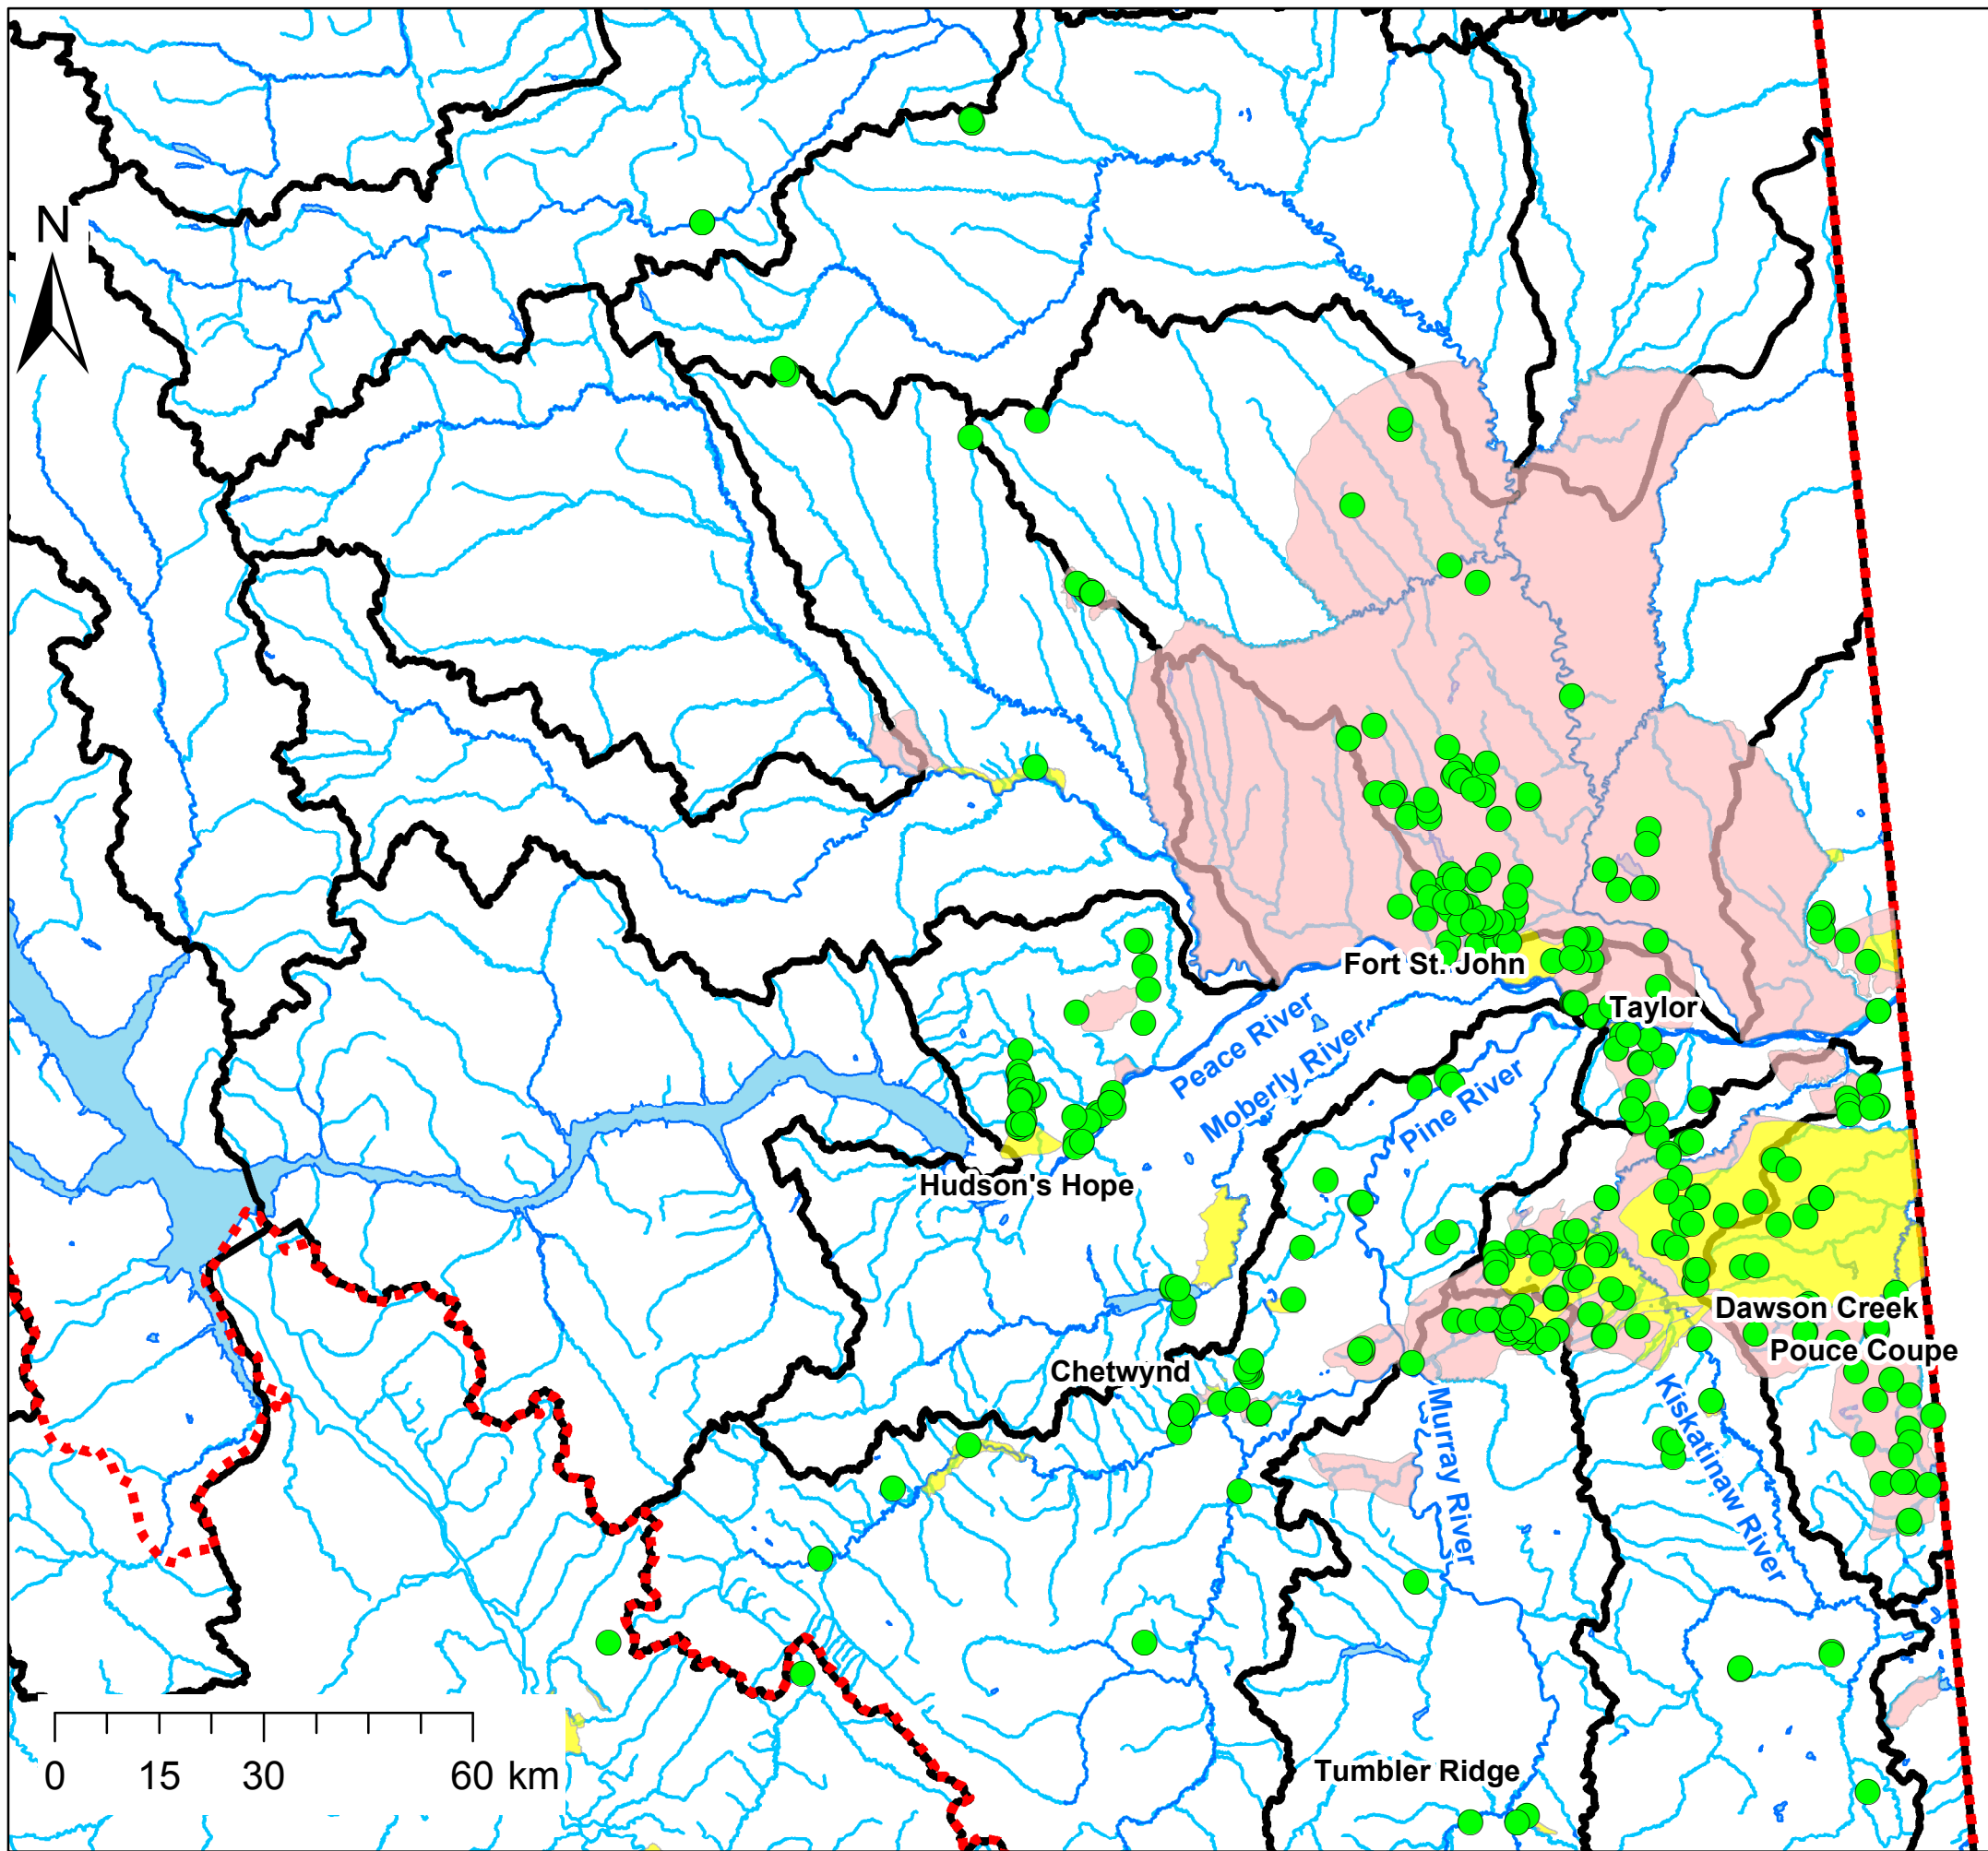 N
Fort St. John
Taylor
Peace River
Moberly River
Pine River
Hudson's Hope
Dawson Creek
Pouce Coupe
Chetwynd
Murray River
Kiskatinaw River
Tumbler Ridge
0 15 30 60 km